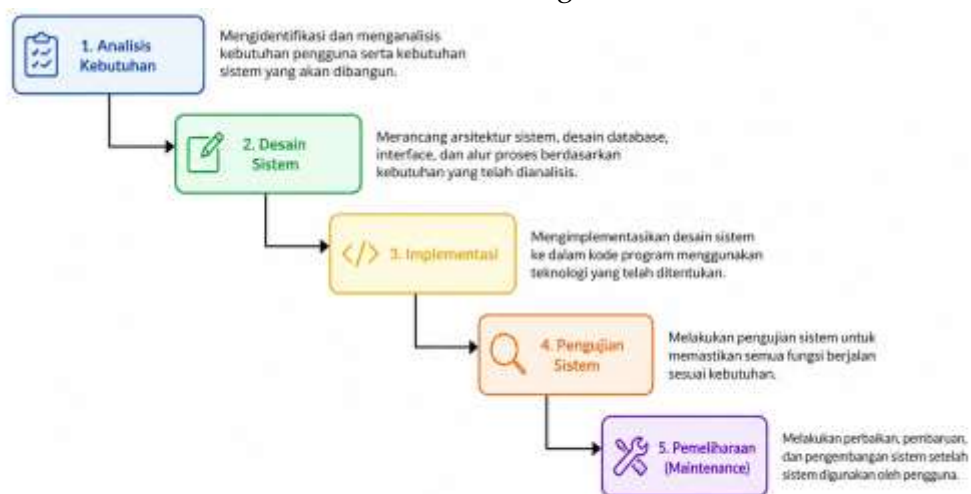 1. Analisis
Kebutuhan
Mengidentifikasi dan menganalisis
kebutuhan pengguna serta kebutuhan
sistem yang akan dibangun.
2. Desain
Sistem
Merancang arsitektur sistem, desain database,
interface, dan alur proses berdasarkan
kebutuhan yang telah dianalisis.
</> 3. Implementasi
Mengimplementasikan desain sistem
ke dalam kode program menggunakan
teknologi yang telah ditentukan.
4. Pengujian
Sistem
Melakukan pengujian sistem untuk
memastikan semua fungsi berjalan
sesuai kebutuhan.
5. Pemeliharaan
(Maintenance)
Melakukan perbaikan, pembaruan,
dan pengembangan sistem setelah
sistem digunakan oleh pengguna.